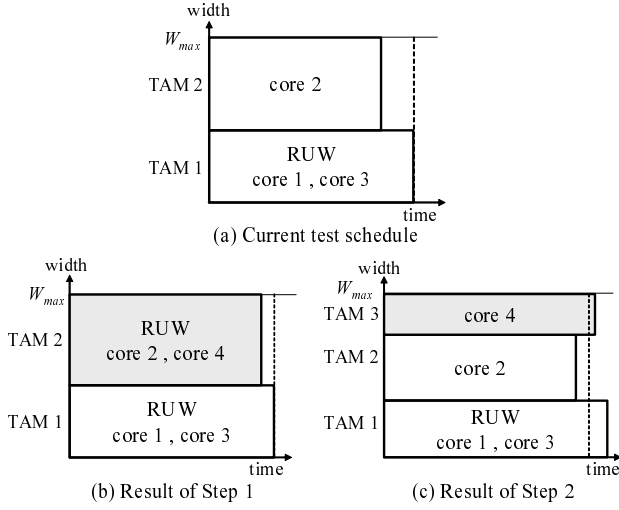 width
Wmax
TAM 2
core 2
TAM 1
RUW
core 1 , core 3
time
(a) Current test schedule
width
Wmax
TAM 2
RUW
core 2 , core 4
TAM 1
RUW
core 1 , core 3
time
(b) Result of Step 1
width
Wmax
TAM 3
core 4
TAM 2
core 2
TAM 1
RUW
core 1 , core 3
time
(c) Result of Step 2